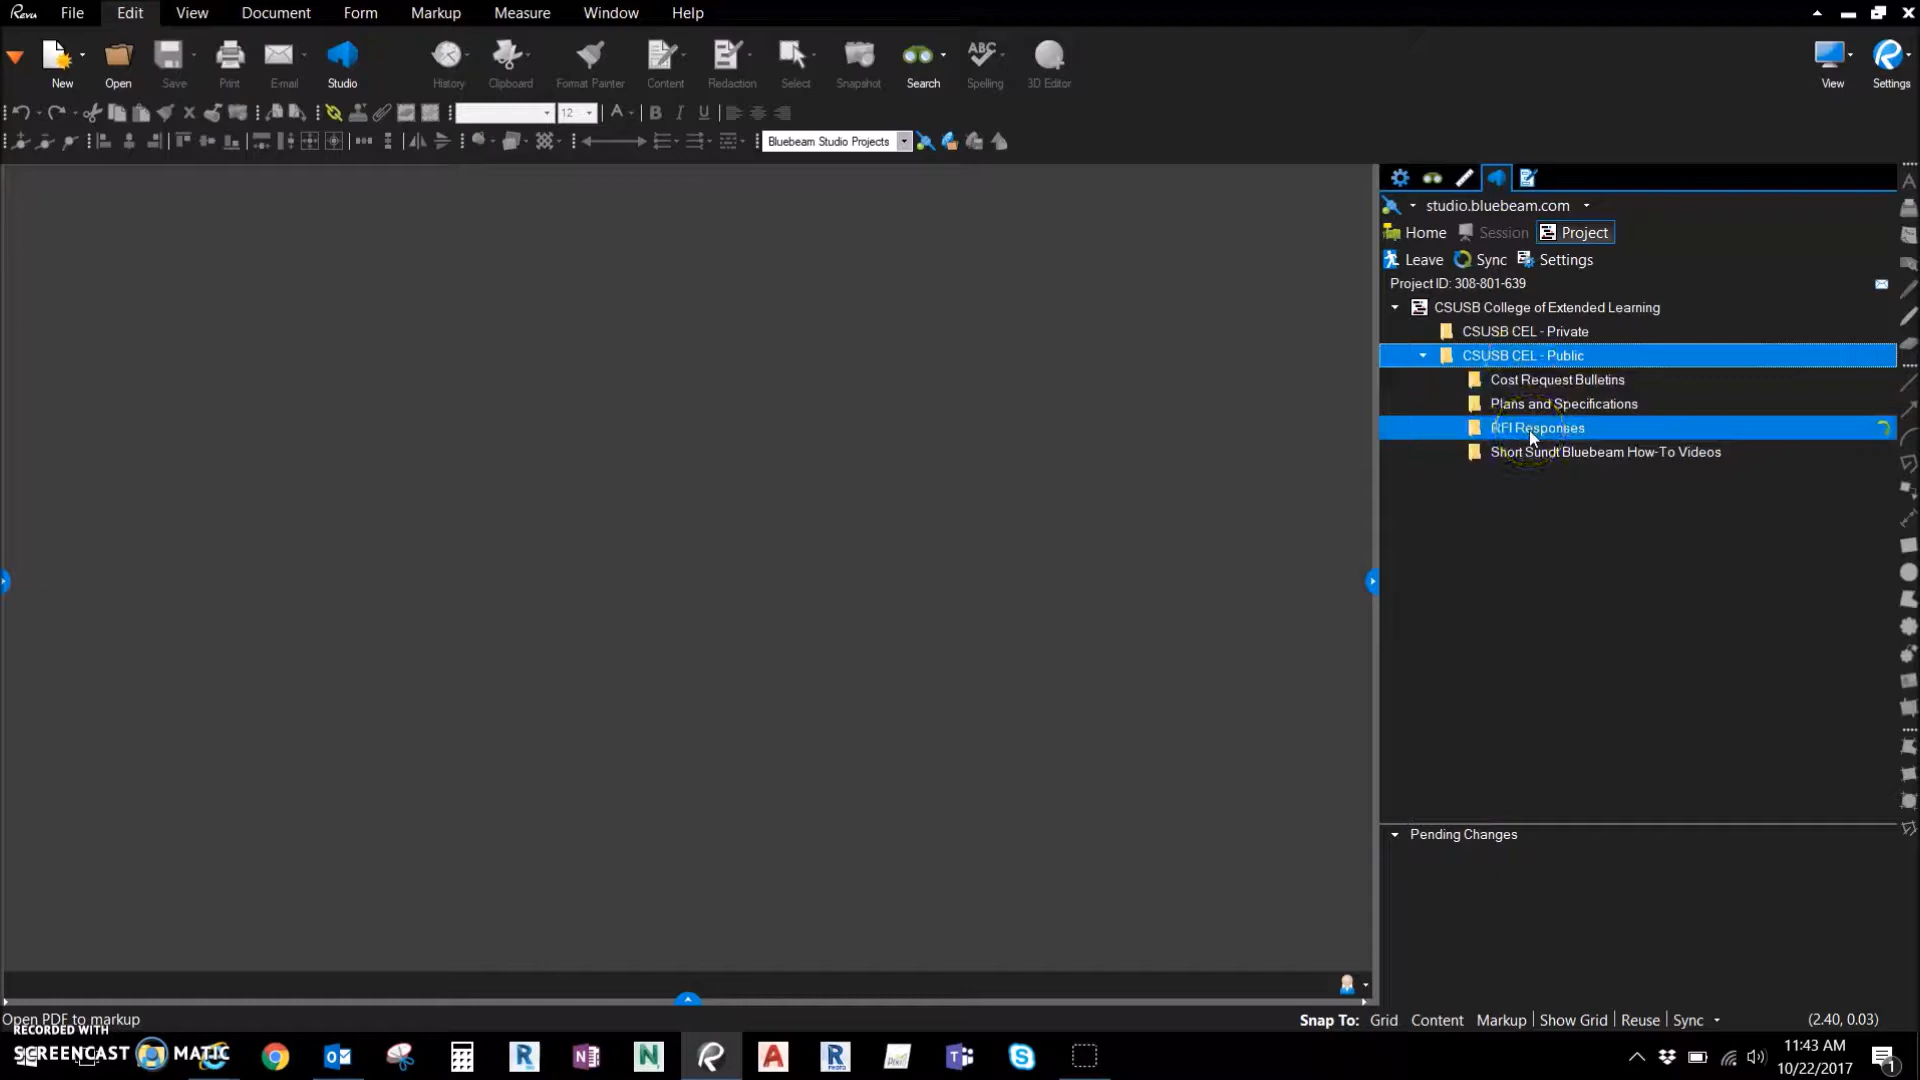 Revu File Edit View Document Form Markup Measure Window Help
New Open Save Print E-mail Studio History Clipboard Format Painter Content Redaction Select Snapshot Search Spelling 3D Editor View Settings
ABC
12 A B I U
Bluebeam Studio Projects
studio.bluebeam.com
Home Session Project
Leave Sync Settings
Project ID: 308-801-639
CSUSB College of Extended Learning
CSUSB CEL - Private
CSUSB CEL - Public
Cost Request Bulletins
Plans and Specifications
RFI Responses
Short Sundt Bluebeam How-To Videos
Pending Changes
Open PDF to markup
Snap To: Grid Content Markup Show Grid Reuse Sync (2.40, 0.03)
RECORDED WITH
SCREENCAST MATIC
11:43 AM
10/22/2017
1